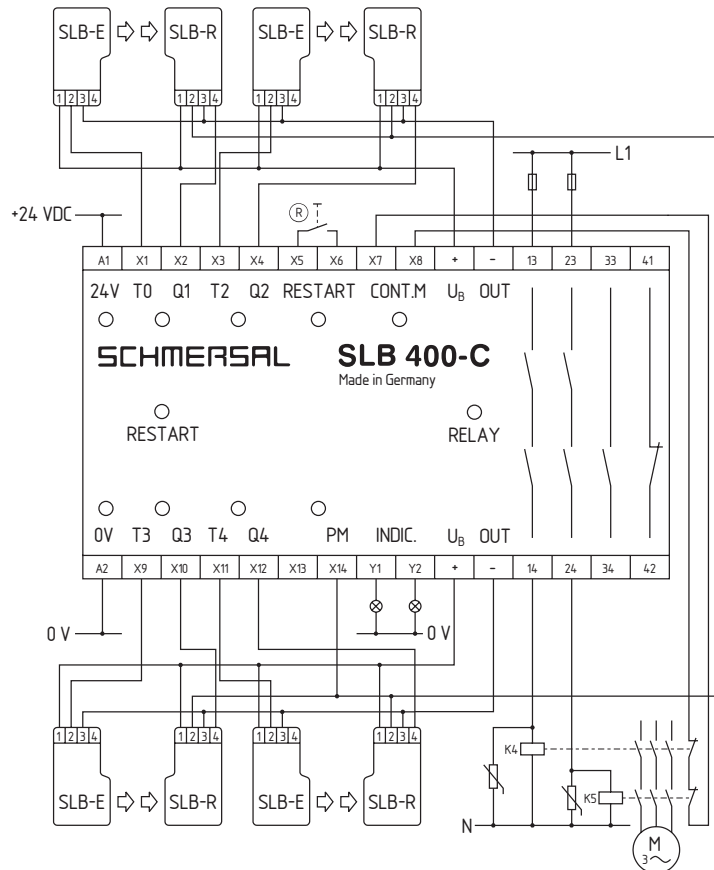 SLB-E SLB-R SLB-E SLB-R
1 2 3 4 1 2 3 4 1 2 3 4 1 2 3 4
L1
+24 VDC
R
A1 X1 X2 X3 X4 X5 X6 X7 X8 + - 13 23 33 41
24V T0 Q1 T2 Q2 RESTART CONT.M UB OUT
SCHMERSAL SLB 400-C
Made in Germany
RESTART RELAY
0V T3 Q3 T4 Q4 PM INDIC. UB OUT
A2 X9 X10 X11 X12 X13 X14 Y1 Y2 + - 14 24 34 42
0 V 0 V
1 2 3 4 1 2 3 4 1 2 3 4 1 2 3 4
SLB-E SLB-R SLB-E SLB-R
K4
K5
N
M
3~